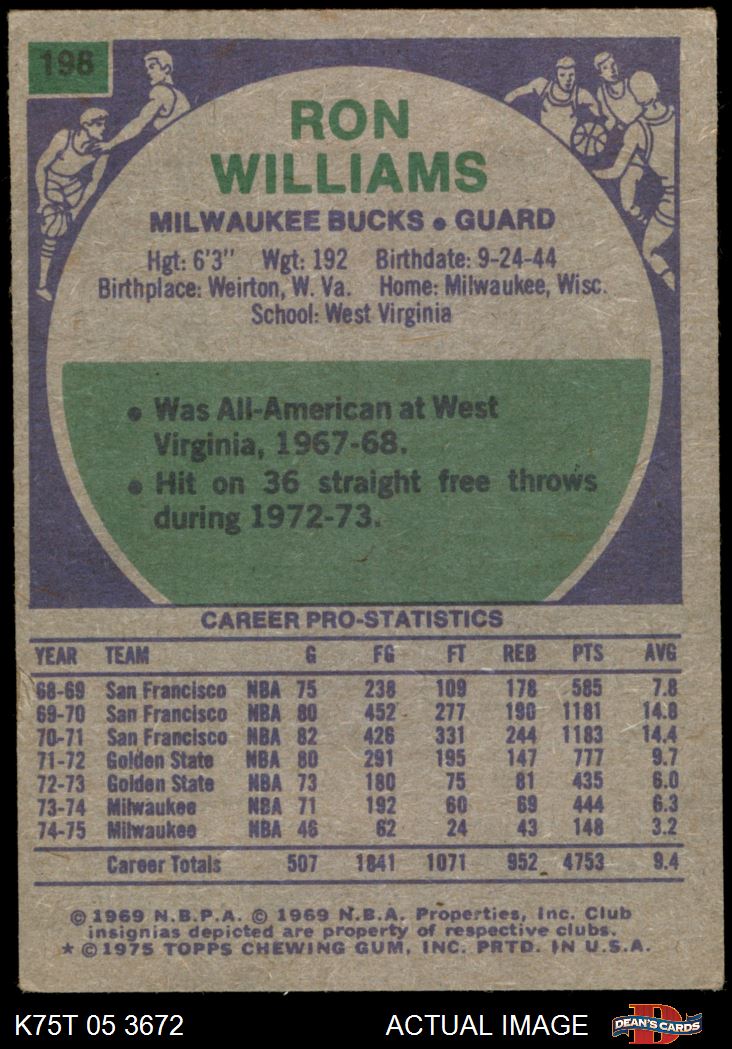 198
RON
WILLIAMS
MILWAUKEE BUCKS • GUARD
Hgt: 6'3" Wgt: 192 Birthdate: 9-24-44
Birthplace: Weirton, W. Va. Home: Milwaukee, Wisc.
School: West Virginia
• Was All-American at West
Virginia, 1967-68.
• Hit on 36 straight free throws
during 1972-73.
CAREER PRO-STATISTICS
YEAR TEAM G FG FT REB PTS AVG
68-69 San Francisco NBA 75 238 109 178 585 7.8
69-70 San Francisco NBA 80 452 277 190 1181 14.8
70-71 San Francisco NBA 82 426 331 244 1183 14.4
71-72 Golden State NBA 80 291 195 147 777 9.7
72-73 Golden State NBA 73 180 75 81 435 6.0
73-74 Milwaukee NBA 71 192 60 69 444 6.3
74-75 Milwaukee NBA 46 62 24 43 148 3.2
Career Totals 507 1841 1071 952 4753 9.4
© 1969 N.B.P.A. © 1969 N.B.A. Properties, Inc. Club
insignias depicted are property of respective clubs.
★ © 1975 TOPPS CHEWING GUM, INC. PRTD. IN U.S.A.
K75T 05 3672 ACTUAL IMAGE D DEAN'S CARDS